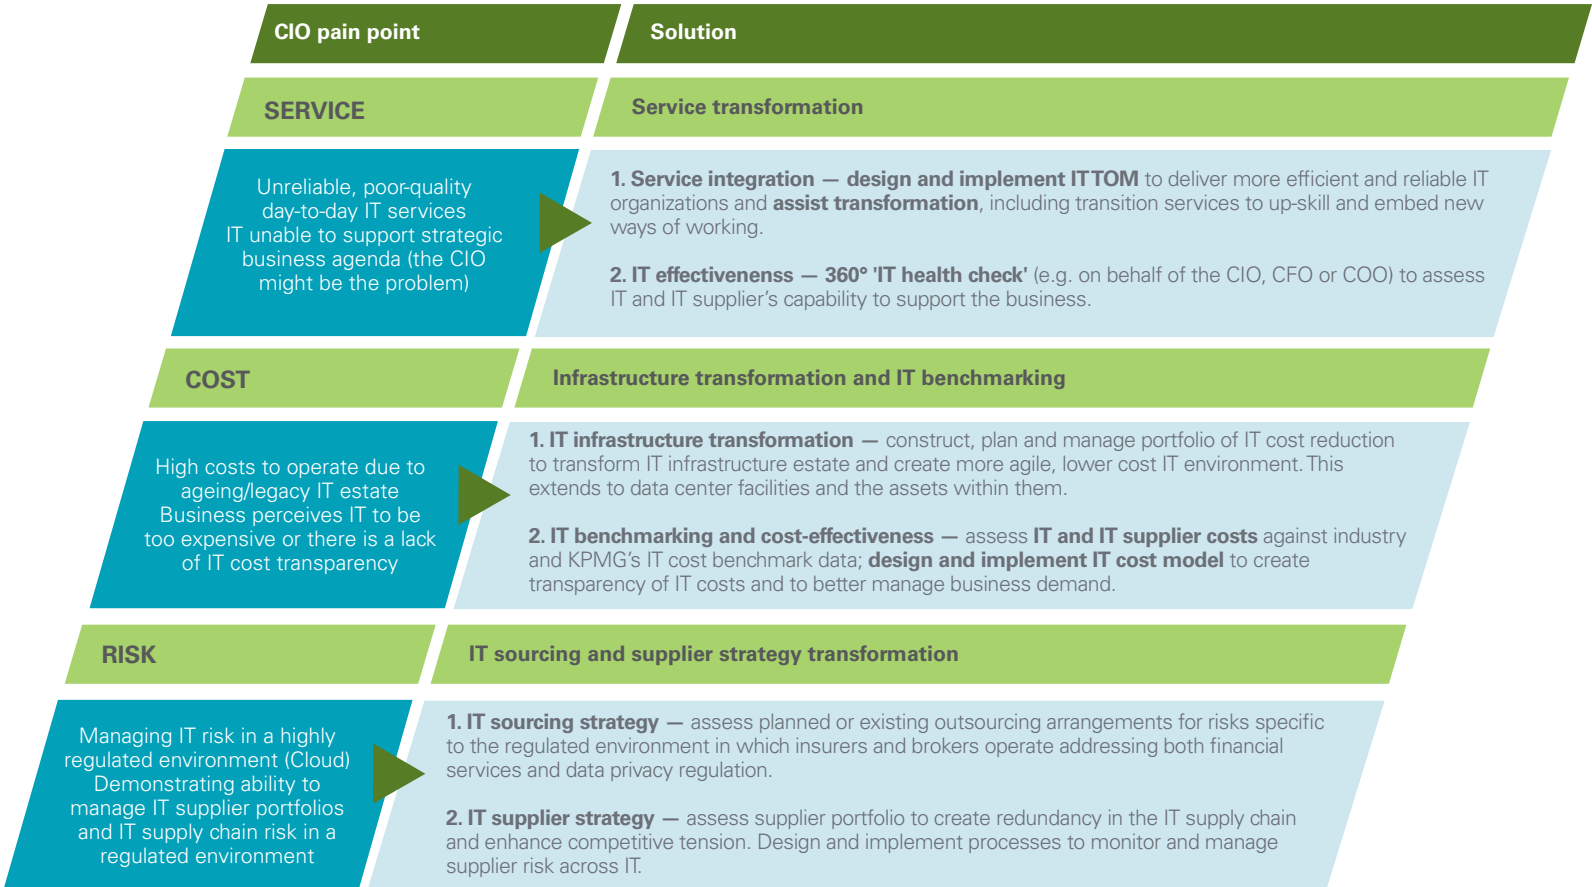 CIO pain point
Solution
SERVICE
Service transformation
Unreliable, poor-quality
day-to-day IT services
IT unable to support strategic
business agenda (the CIO
might be the problem)
1. Service integration — design and implement IT TOM to deliver more efficient and reliable IT
organizations and assist transformation, including transition services to up-skill and embed new
ways of working.
2. IT effectivenenss — 360° 'IT health check' (e.g. on behalf of the CIO, CFO or COO) to assess
IT and IT supplier’s capability to support the business.
COST
Infrastructure transformation and IT benchmarking
High costs to operate due to
ageing/legacy IT estate
Business perceives IT to be
too expensive or there is a lack
of IT cost transparency
1. IT infrastructure transformation — construct, plan and manage portfolio of IT cost reduction
to transform IT infrastructure estate and create more agile, lower cost IT environment. This
extends to data center facilities and the assets within them.
2. IT benchmarking and cost-effectiveness — assess IT and IT supplier costs against industry
and KPMG’s IT cost benchmark data; design and implement IT cost model to create
transparency of IT costs and to better manage business demand.
RISK
IT sourcing and supplier strategy transformation
Managing IT risk in a highly
regulated environment (Cloud)
Demonstrating ability to
manage IT supplier portfolios
and IT supply chain risk in a
regulated environment
1. IT sourcing strategy — assess planned or existing outsourcing arrangements for risks specific
to the regulated environment in which insurers and brokers operate addressing both financial
services and data privacy regulation.
2. IT supplier strategy — assess supplier portfolio to create redundancy in the IT supply chain
and enhance competitive tension. Design and implement processes to monitor and manage
supplier risk across IT.